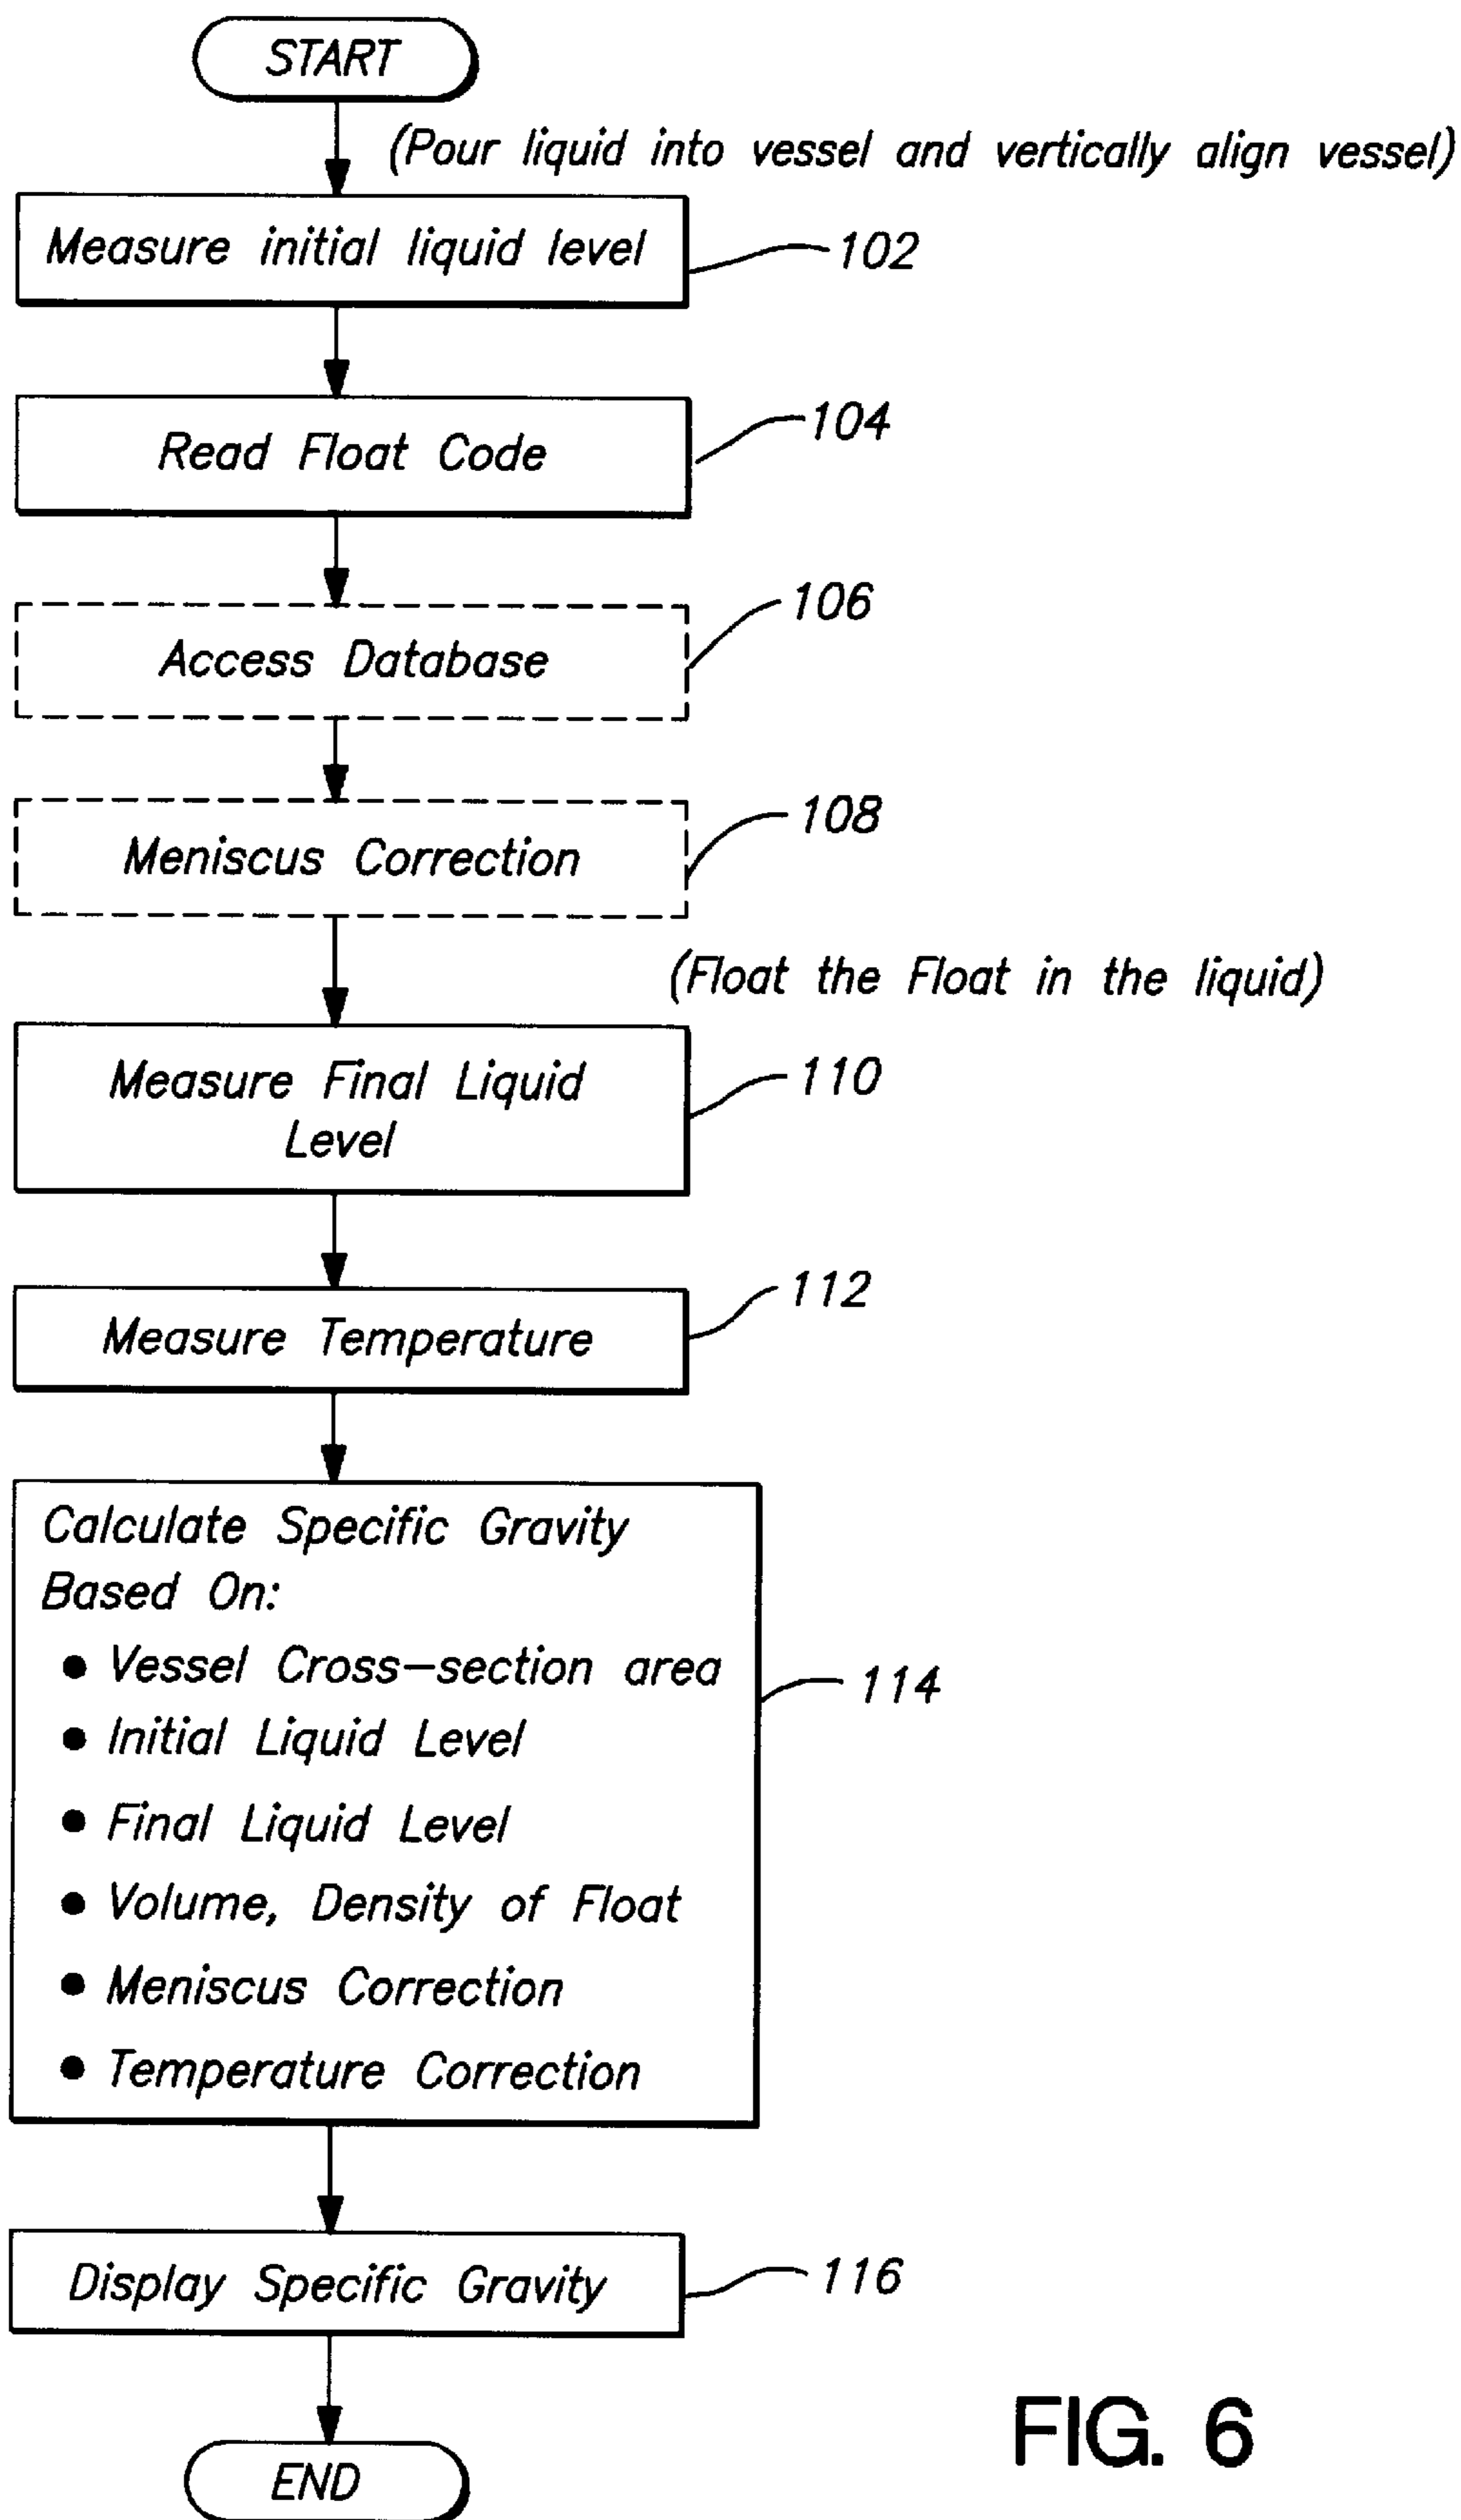 START
(Pour liquid into vessel and vertically align vessel)
Measure initial liquid level
102
Read Float Code
104
Access Database
106
Meniscus Correction
108
(Float the Float in the liquid)
Measure Final Liquid
Level
110
Measure Temperature
112
Calculate Specific Gravity
Based On:
● Vessel Cross-section area
● Initial Liquid Level
● Final Liquid Level
● Volume, Density of Float
● Meniscus Correction
● Temperature Correction
114
Display Specific Gravity
116
END
FIG. 6